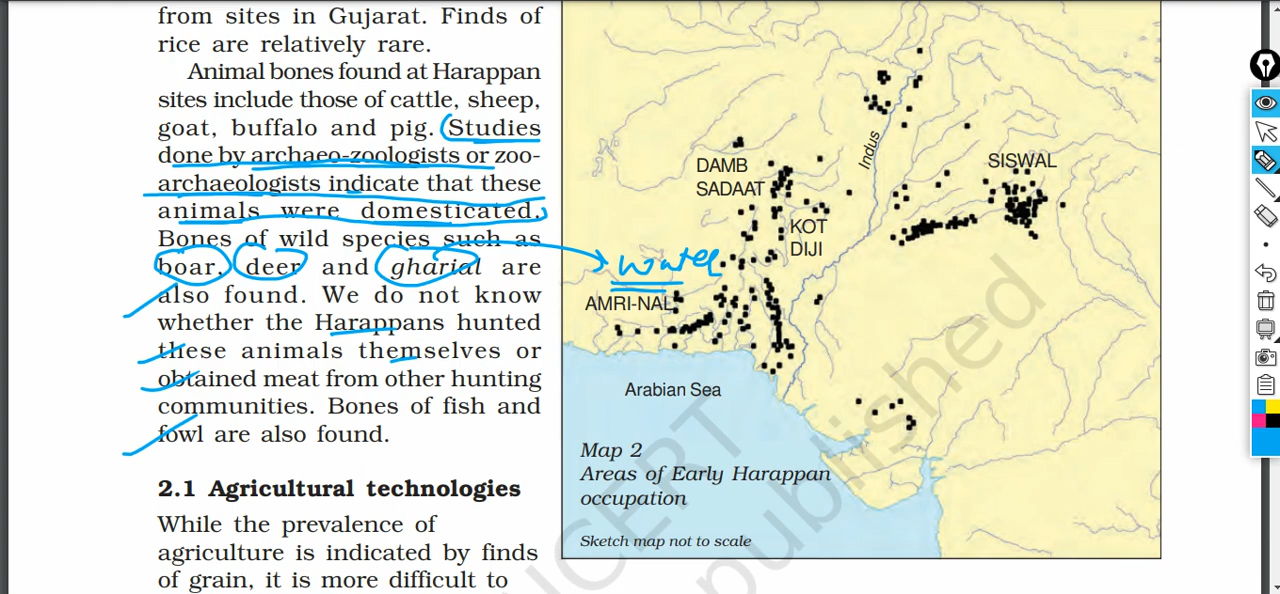 from sites in Gujarat. Finds of
rice are relatively rare.
Animal bones found at Harappan
sites include those of cattle, sheep,
goat, buffalo and pig. Studies
done by archaeo-zoologists or zoo-
archaeologists indicate that these
animals were domesticated.
Bones of wild species such as
boar, deer and gharial are
also found. We do not know
whether the Harappans hunted
these animals themselves or
obtained meat from other hunting
communities. Bones of fish and
fowl are also found.
2.1 Agricultural technologies
While the prevalence of
agriculture is indicated by finds
of grain, it is more difficult to
Indus
DAMB
SADAAT
SISWAL
KOT
DIJI
water
AMRI-NAL
Arabian Sea
Map 2
Areas of Early Harappan
occupation
Sketch map not to scale
NCERT
published